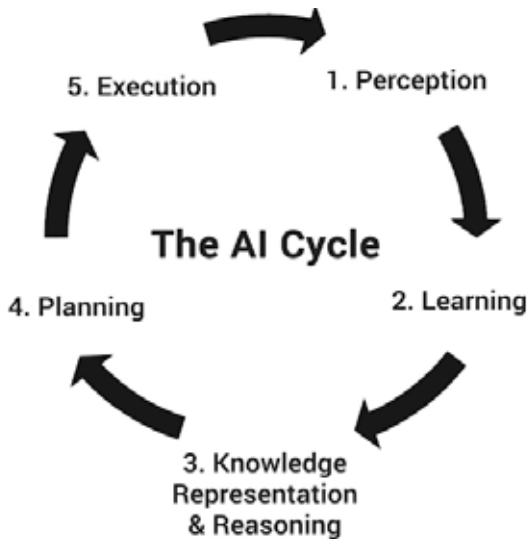 The AI Cycle
1. Perception
2. Learning
3. Knowledge
Representation
& Reasoning
4. Planning
5. Execution